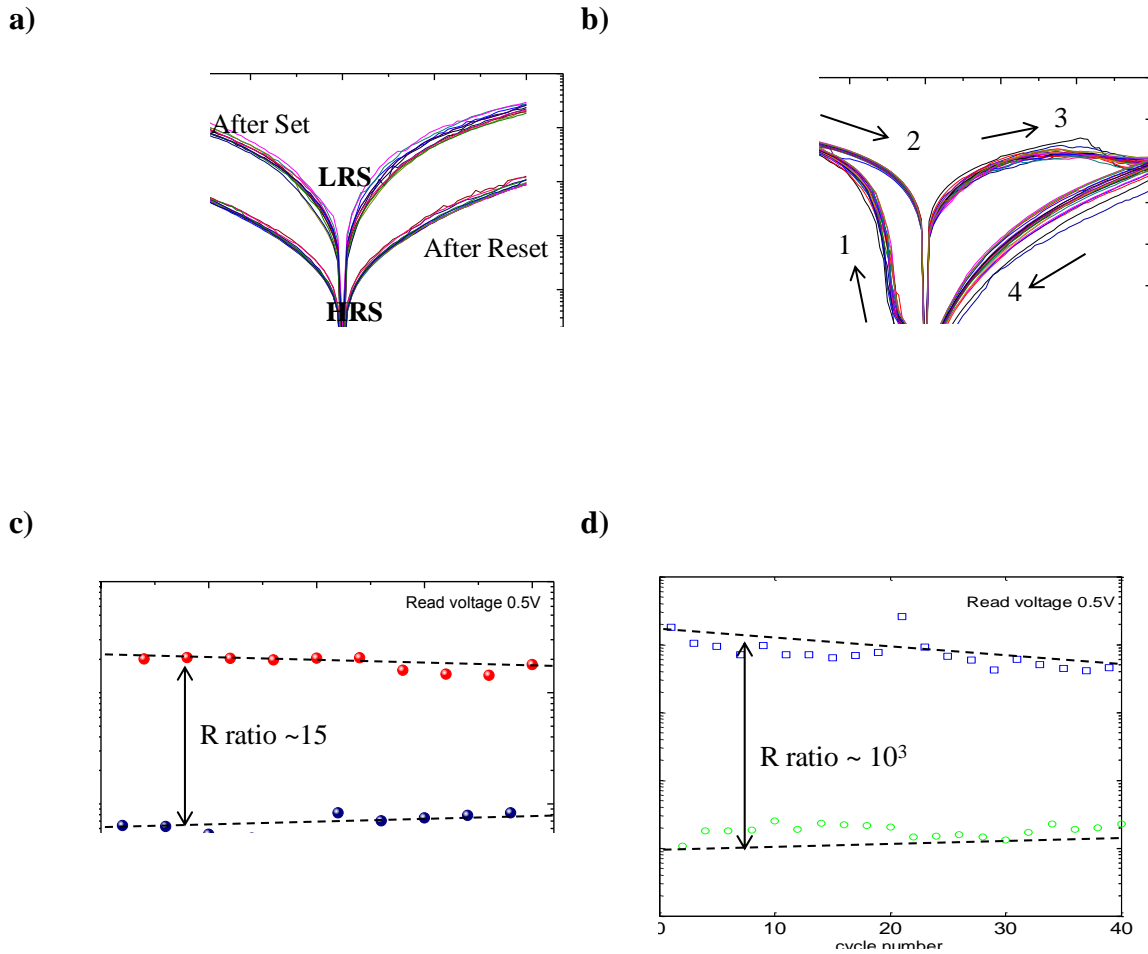 a)
After Set
LRS
After Reset
HRS
b)
1
2
3
4
c)
Read voltage 0.5V
R ratio ~15
d)
Read voltage 0.5V
R ratio ~ 10³
0 10 20 30 40
cycle number